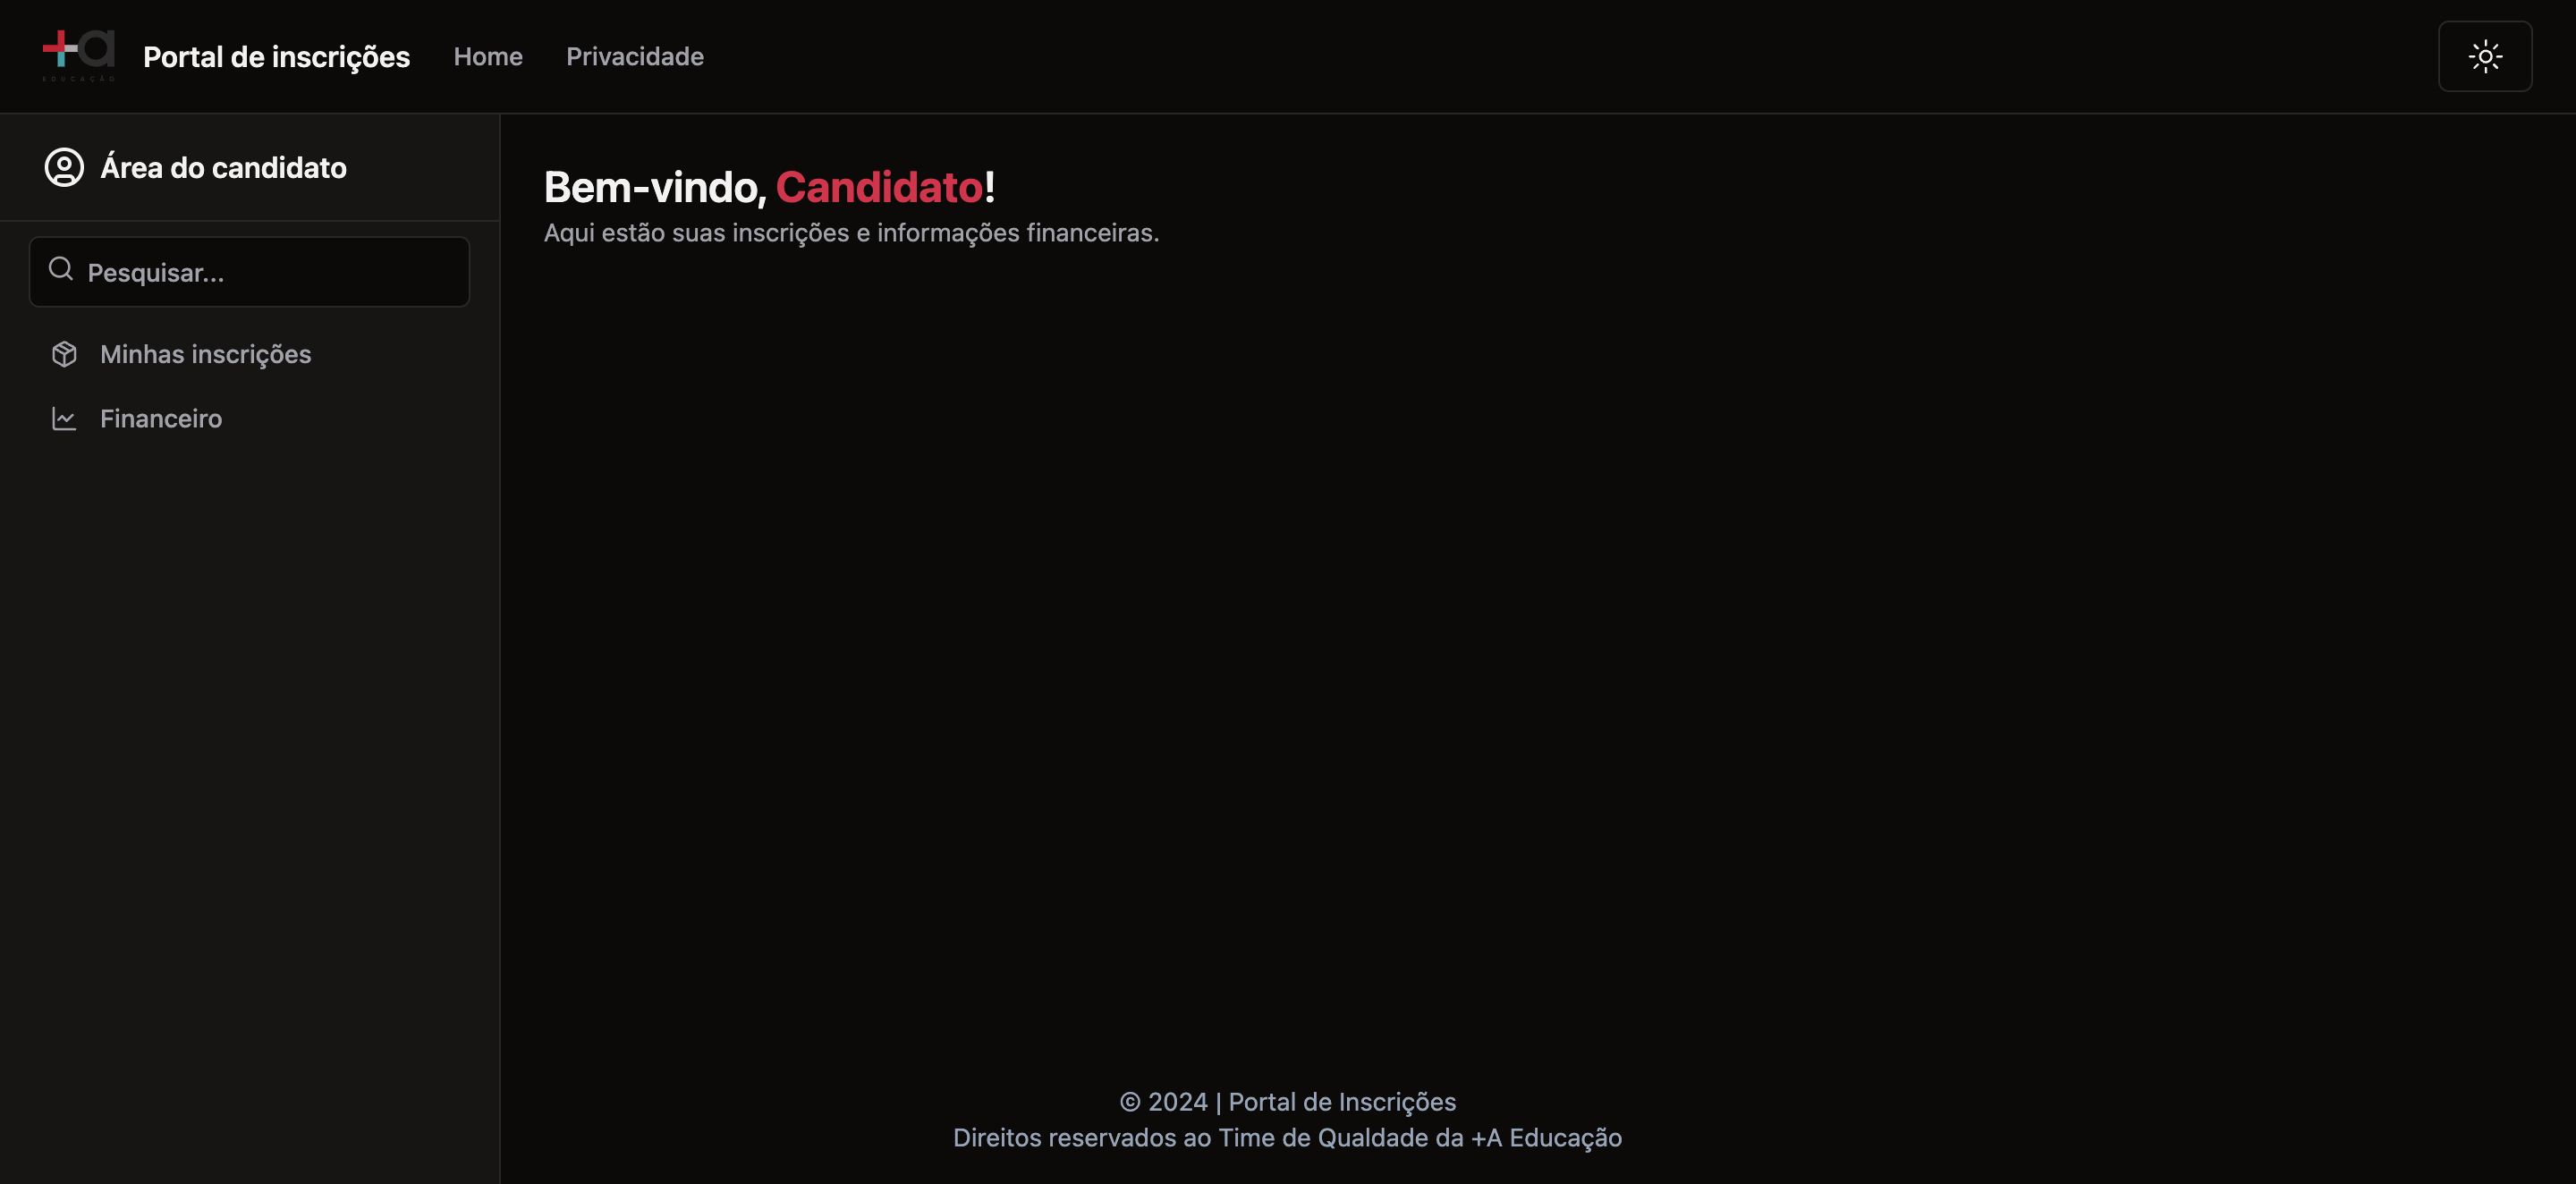 +a
EDUCAÇÃO
Portal de inscrições
Home
Privacidade
Área do candidato
Pesquisar...
Minhas inscrições
Financeiro
Bem-vindo, Candidato!
Aqui estão suas inscrições e informações financeiras.
© 2024 | Portal de Inscrições
Direitos reservados ao Time de Qualdade da +A Educação